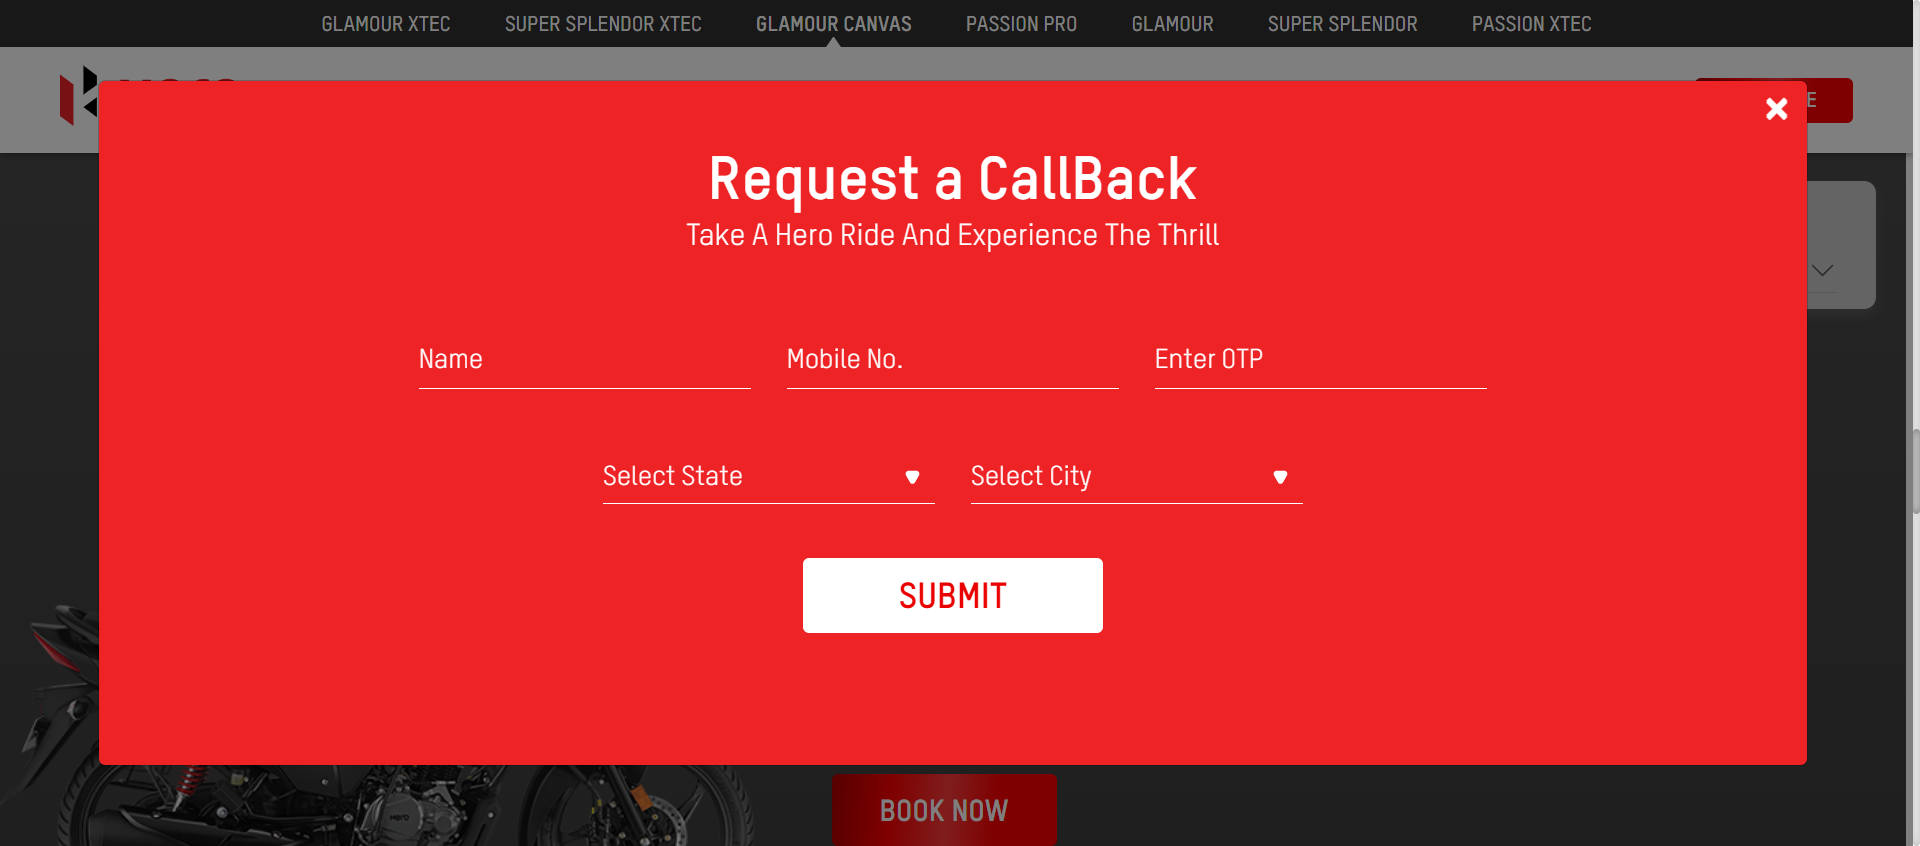 GLAMOUR XTEC SUPER SPLENDOR XTEC GLAMOUR CANVAS PASSION PRO GLAMOUR SUPER SPLENDOR PASSION XTEC
Request a CallBack
Take A Hero Ride And Experience The Thrill
Name Mobile No. Enter OTP
Select State Select City
SUBMIT
Hero
BOOK NOW